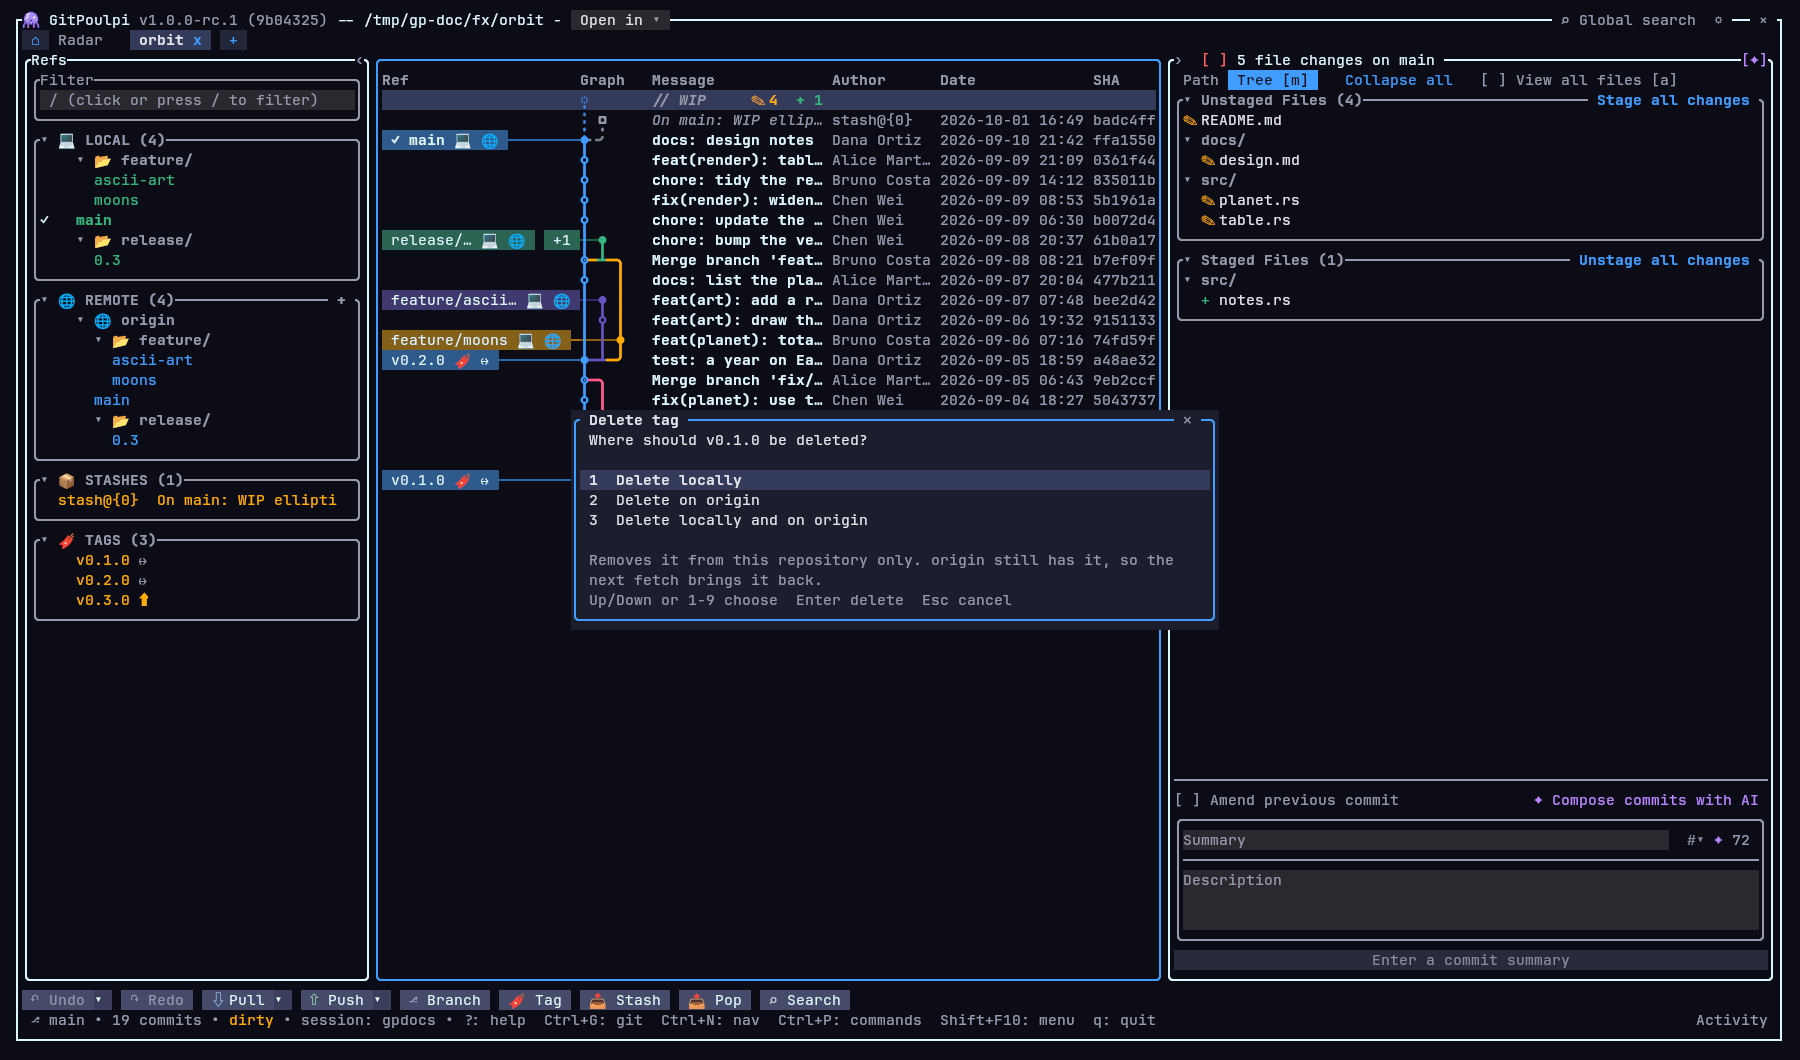 GitPoulpi v1.0.0-rc.1 (9b04325) -- /tmp/gp-doc/fx/orbit - Open in ▾ ⌕ Global search ☼ — ×
⌂ Radar orbit x +
Refs ‹
Filter
/ (click or press / to filter)
▾ LOCAL (4)
▾ feature/
ascii-art
moons
✓ main
▾ release/
0.3
▾ REMOTE (4) +
▾ origin
▾ feature/
ascii-art
moons
main
▾ release/
0.3
▾ STASHES (1)
stash@{0} On main: WIP ellipti
▾ TAGS (3)
v0.1.0 ⇔
v0.2.0 ⇔
v0.3.0 ⬆
Ref Graph Message Author Date SHA
// WIP ✎ 4 + 1
On main: WIP ellip… stash@{0} 2026-10-01 16:49 badc4ff
✓ main docs: design notes Dana Ortiz 2026-09-10 21:42 ffa1550
feat(render): tabl… Alice Mart… 2026-09-09 21:09 0361f44
chore: tidy the re… Bruno Costa 2026-09-09 14:12 835011b
fix(render): widen… Chen Wei 2026-09-09 08:53 5b1961a
chore: update the … Chen Wei 2026-09-09 06:30 b0072d4
release/… +1 chore: bump the ve… Chen Wei 2026-09-08 20:37 61b0a17
Merge branch 'feat… Bruno Costa 2026-09-08 08:21 b7ef09f
docs: list the pla… Alice Mart… 2026-09-07 20:04 477b211
feature/ascii… feat(art): add a r… Dana Ortiz 2026-09-07 07:48 bee2d42
feat(art): draw th… Dana Ortiz 2026-09-06 19:32 9151133
feature/moons feat(planet): tota… Bruno Costa 2026-09-06 07:16 74fd59f
v0.2.0 ⇔ test: a year on Ea… Dana Ortiz 2026-09-05 18:59 a48ae32
Merge branch 'fix/… Alice Mart… 2026-09-05 06:43 9eb2ccf
fix(planet): use t… Chen Wei 2026-09-04 18:27 5043737
v0.1.0 ⇔
Delete tag ×
Where should v0.1.0 be deleted?
1 Delete locally
2 Delete on origin
3 Delete locally and on origin
Removes it from this repository only. origin still has it, so the
next fetch brings it back.
Up/Down or 1-9 choose Enter delete Esc cancel
› [ ] 5 file changes on main [✦]
Path Tree [m] Collapse all [ ] View all files [a]
▾ Unstaged Files (4) Stage all changes
✎ README.md
▾ docs/
✎ design.md
▾ src/
✎ planet.rs
✎ table.rs
▾ Staged Files (1) Unstage all changes
▾ src/
+ notes.rs
[ ] Amend previous commit ✦ Compose commits with AI
Summary #▾ ✦ 72
Description
Enter a commit summary
↶ Undo ▾ ↷ Redo ⇩ Pull ▾ ⇧ Push ▾ ⎇ Branch Tag Stash Pop ⌕ Search
⎇ main • 19 commits • dirty • session: gpdocs • ?: help Ctrl+G: git Ctrl+N: nav Ctrl+P: commands Shift+F10: menu q: quit Activity